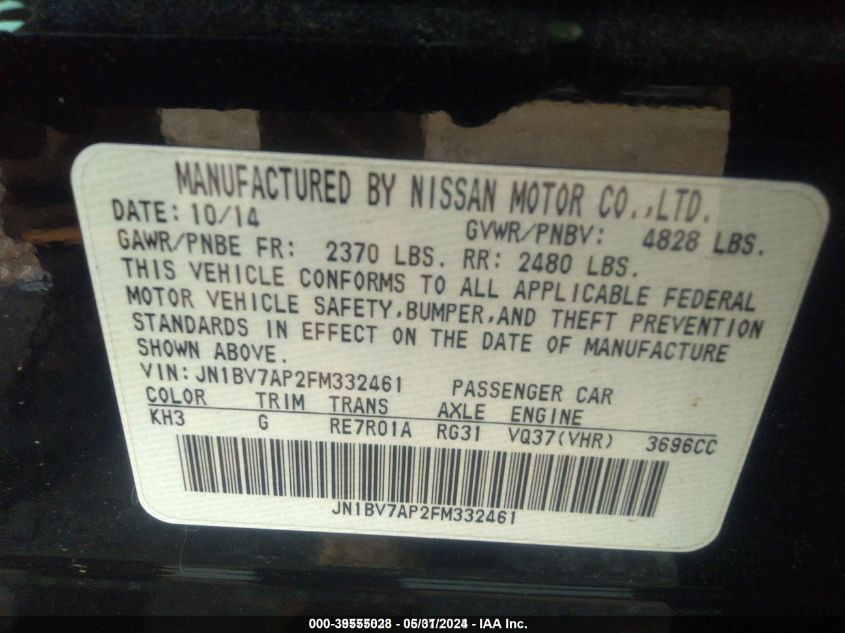 MANUFACTURED BY NISSAN MOTOR CO.,LTD.
DATE: 10/14 GVWR/PNBV: 4828 LBS.
GAWR/PNBE FR: 2370 LBS. RR: 2480 LBS.
THIS VEHICLE CONFORMS TO ALL APPLICABLE FEDERAL
MOTOR VEHICLE SAFETY,BUMPER,AND THEFT PREVENTION
STANDARDS IN EFFECT ON THE DATE OF MANUFACTURE
SHOWN ABOVE.
VIN: JN1BV7AP2FM332461 PASSENGER CAR
COLOR TRIM TRANS AXLE ENGINE
KH3 G RE7R01A RG31 VQ37(VHR) 3696CC
JN1BV7AP2FM332461
- IAA Inc.